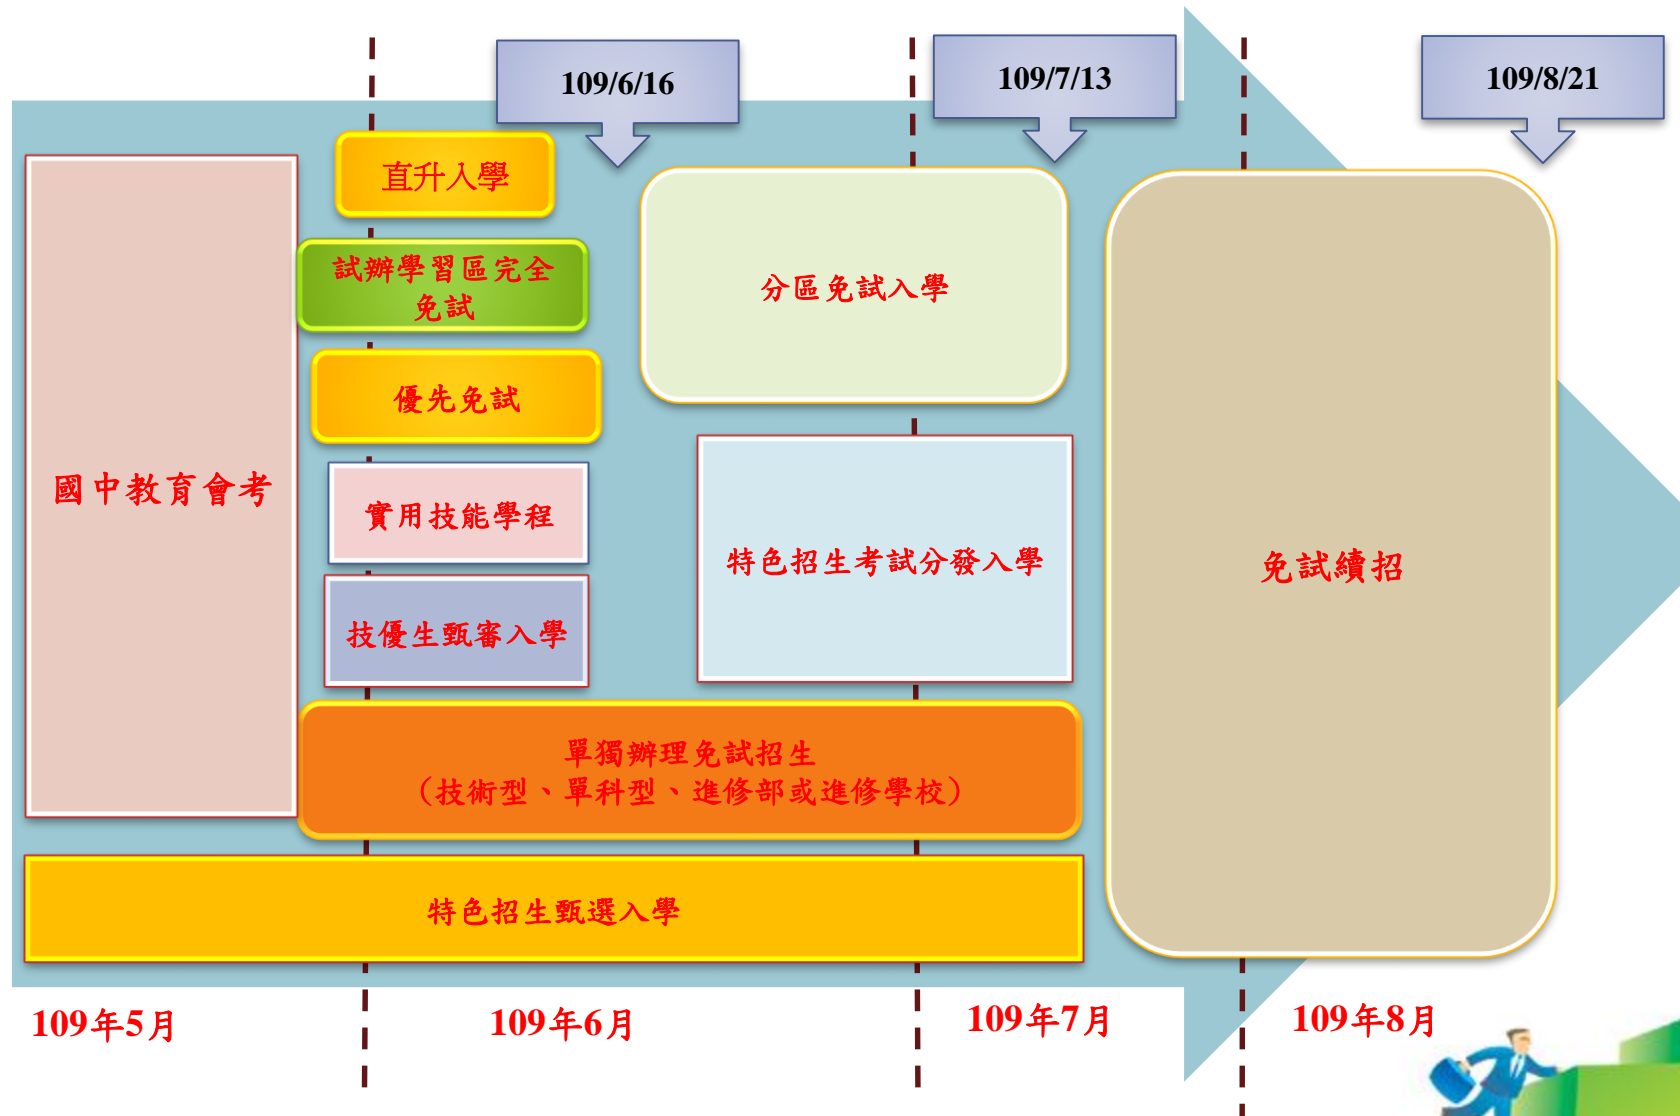 109/6/16
109/7/13
109/8/21
國中教育會考
直升入學
試辦學習區完全
免試
優先免試
實用技能學程
技優生甄審入學
分區免試入學
特色招生考試分發入學
免試續招
單獨辦理免試招生
（技術型、單科型、進修部或進修學校）
特色招生甄選入學
109年5月
109年6月
109年7月
109年8月